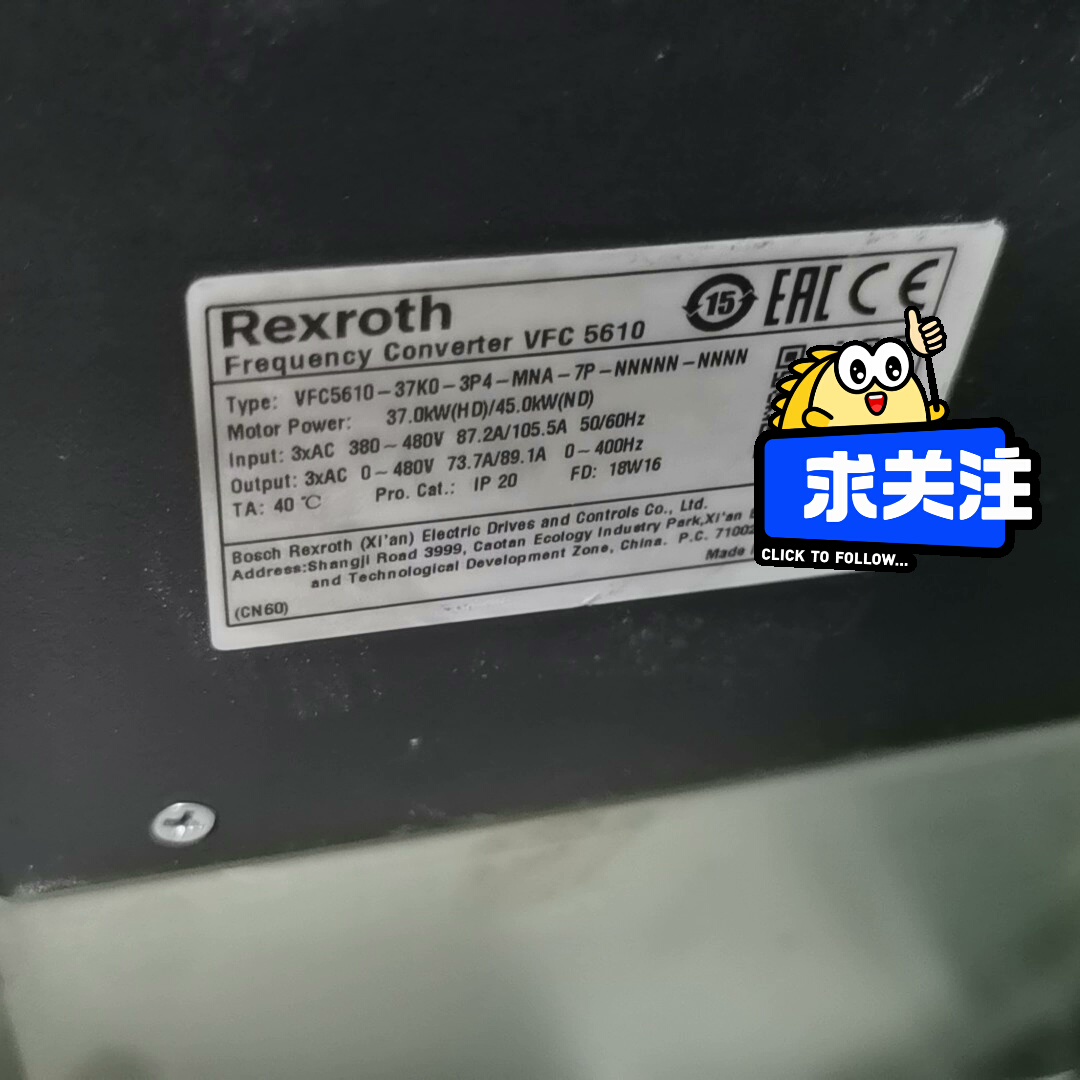 Rexroth
15 EAC CE
Frequency Converter VFC 5610
Type: VFC5610-37K0-3P4-MNA-7P-NNNNN-NNNN
Motor Power: 37.0kW(HD)/45.0kW(ND)
Input: 3xAC 380~480V 87.2A/105.5A 50/60Hz
Output: 3xAC 0~480V 73.7A/89.1A 0~400Hz
TA: 40 ℃ Pro. Cat.: IP 20 FD: 18W16
Bosch Rexroth (Xi'an) Electric Drives and Controls Co., Ltd.
Address:Shangji Road 3999, Caotan Ecology Industry Park,Xi'an
and Technological Development Zone, China. P.C.
Made
(CN60)
求关注
CLICK TO FOLLOW...